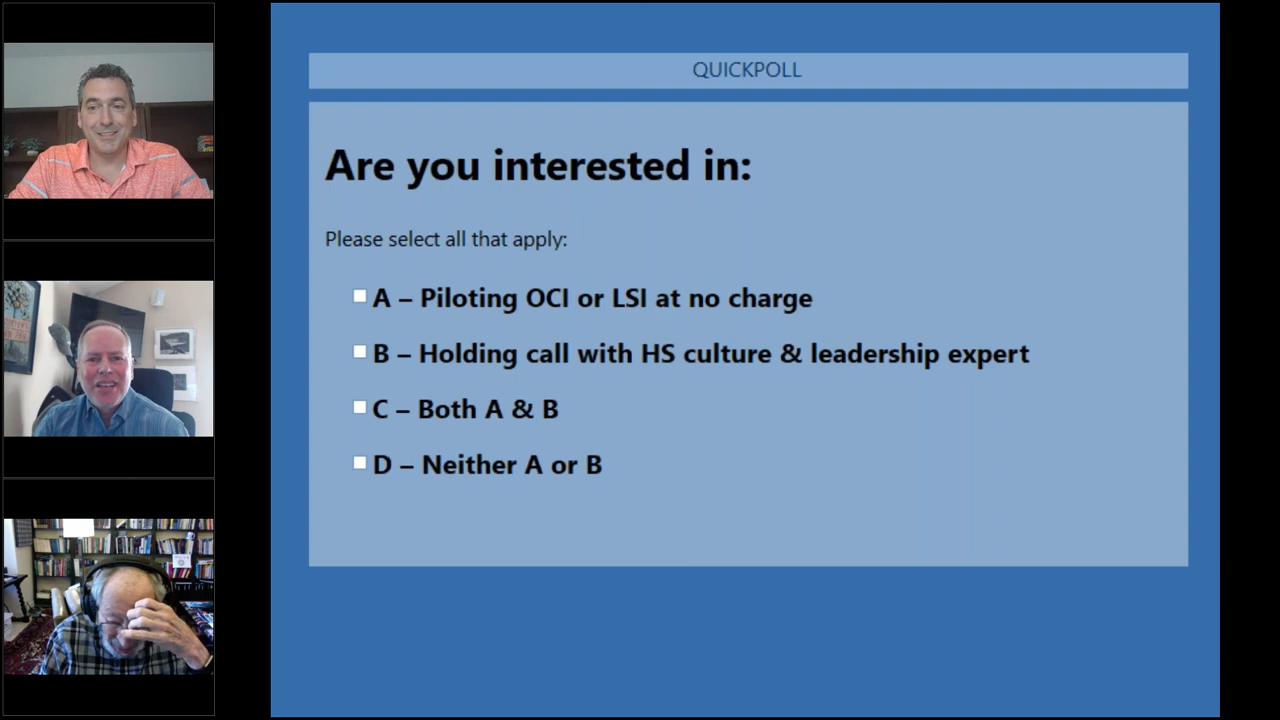 QUICKPOLL
Are you interested in:
Please select all that apply:
A – Piloting OCI or LSI at no charge
B – Holding call with HS culture & leadership expert
C – Both A & B
D – Neither A or B